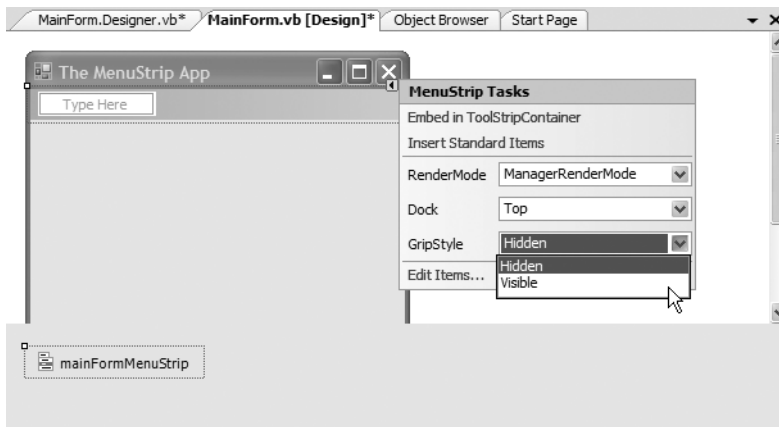 MainForm.Designer.vb* MainForm.vb [Design]* Object Browser Start Page
The MenuStrip App
Type Here
MenuStrip Tasks
Embed in ToolStripContainer
Insert Standard Items
RenderMode ManagerRenderMode
Dock Top
GripStyle Hidden
Hidden
Edit Items... Visible
mainFormMenuStrip